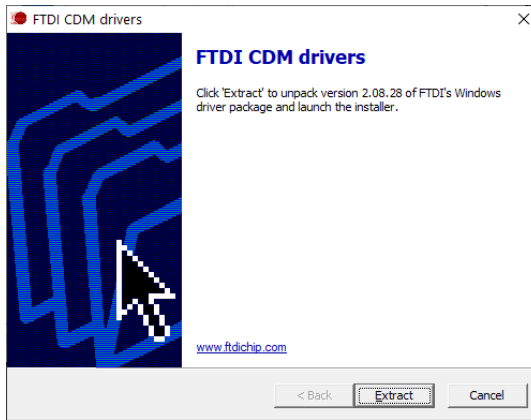 FTDI CDM drivers
FTDI CDM drivers
Click 'Extract' to unpack version 2.08.28 of FTDI's Windows
driver package and launch the installer.
www.ftdichip.com
< Back
Extract
Cancel